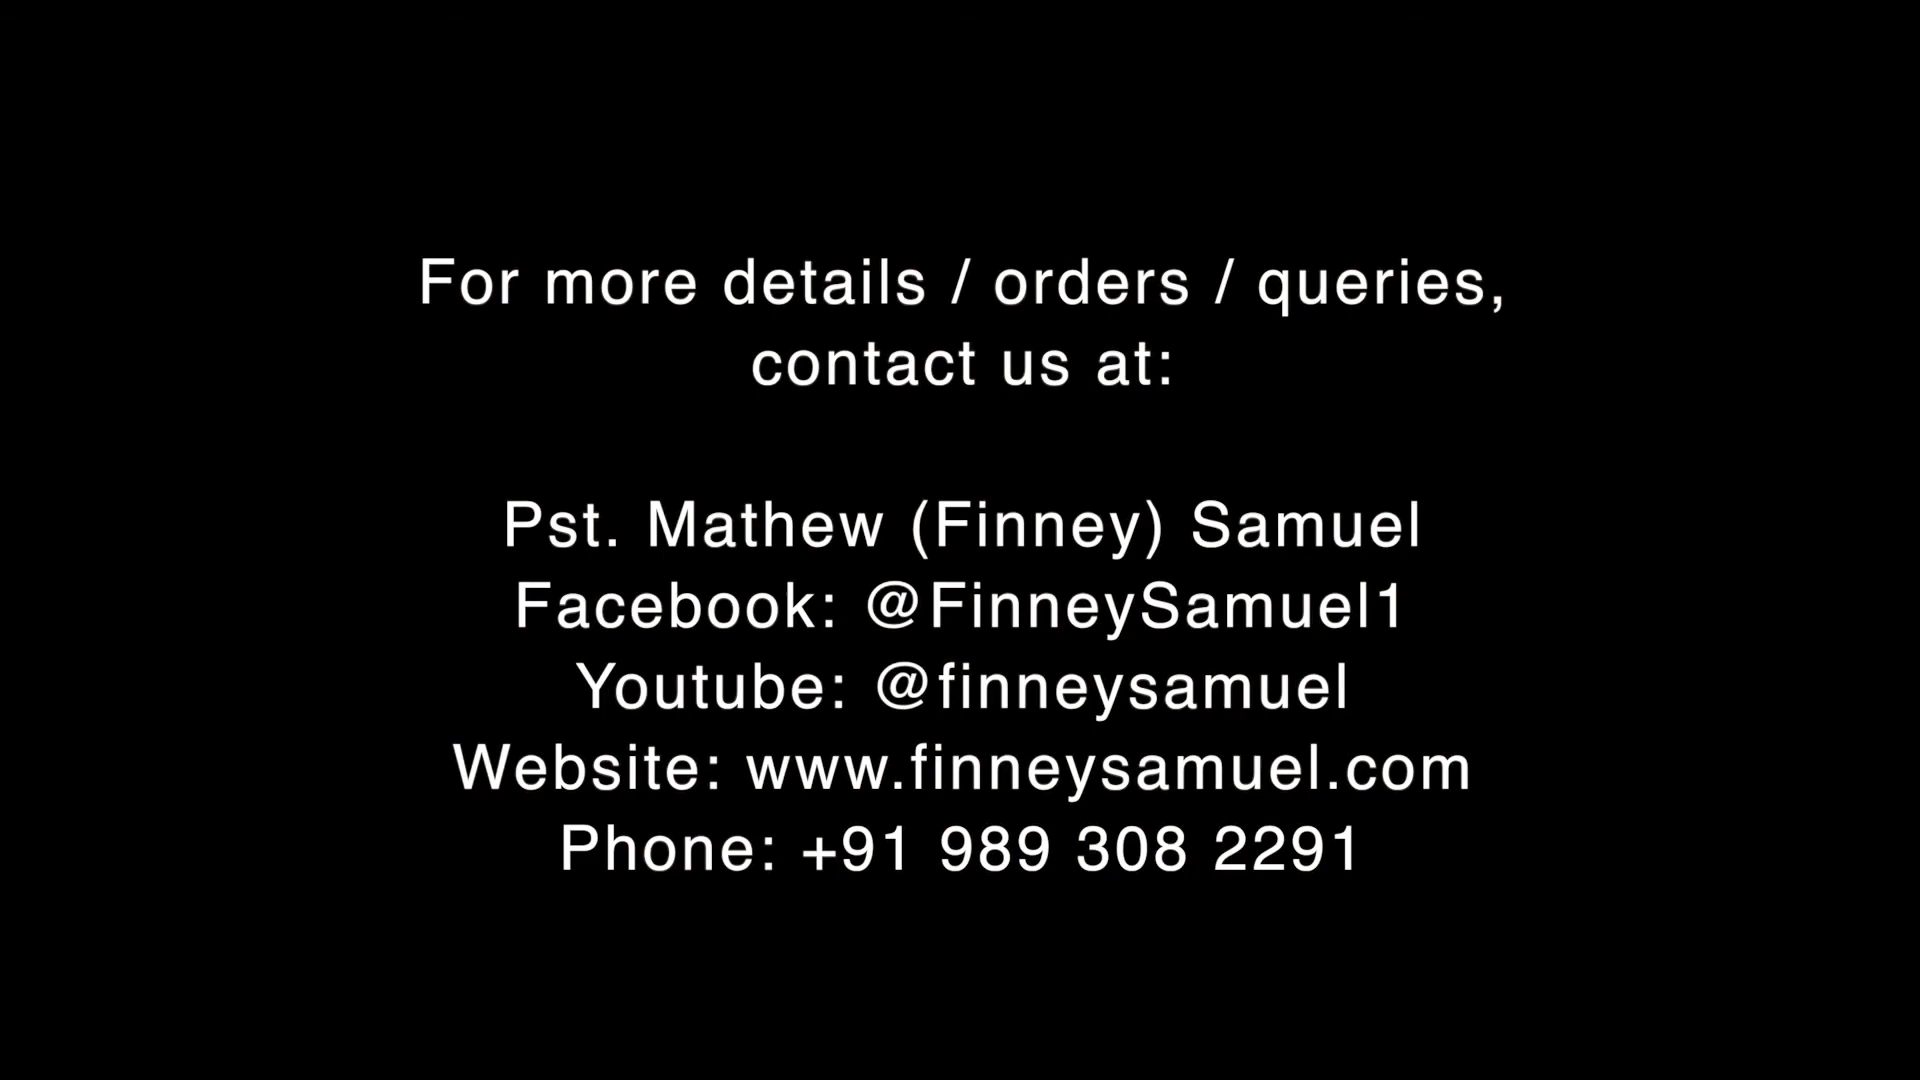 For more details / orders / queries,
contact us at:
Pst. Mathew (Finney) Samuel
Facebook: @FinneySamuel1
Youtube: @finneysamuel
Website: www.finneysamuel.com
Phone: +91 989 308 2291